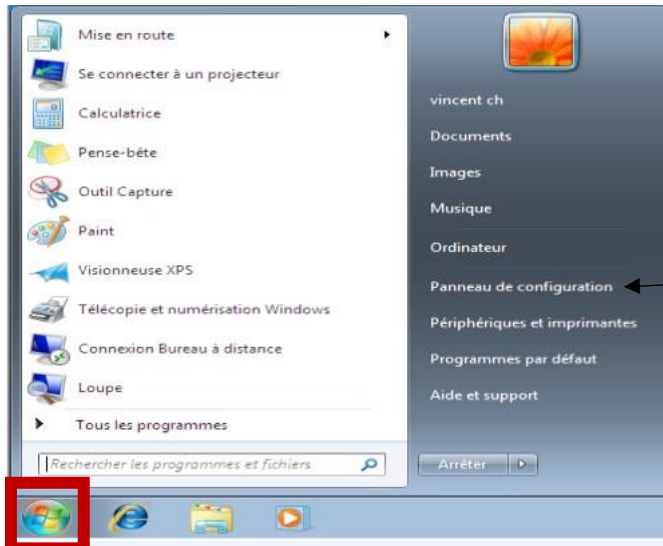 Mise en route
Se connecter à un projecteur
Calculatrice
Pense-bête
Outil Capture
Paint
Visionneuse XPS
Télécopie et numérisation Windows
Connexion Bureau à distance
Loupe
Tous les programmes
Rechercher les programmes et fichiers
vincent ch
Documents
Images
Musique
Ordinateur
Panneau de configuration
Périphériques et imprimantes
Programmes par défaut
Aide et support
Arrêter